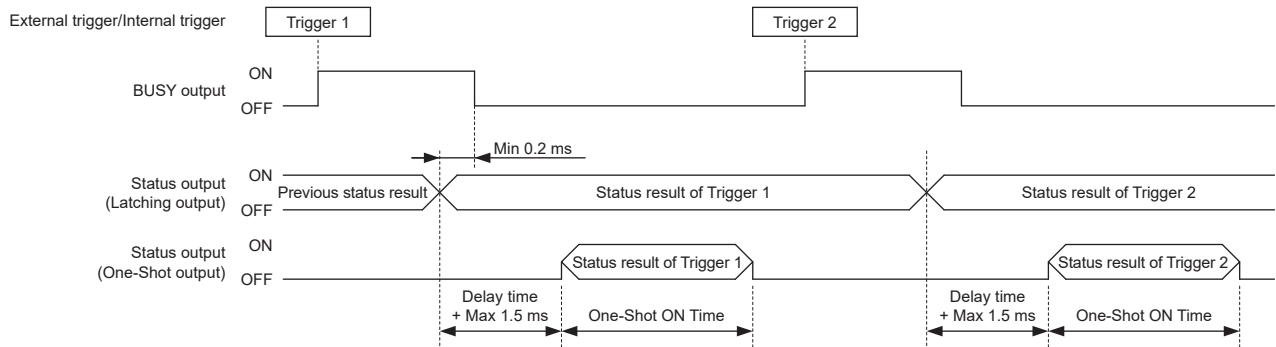 External trigger/Internal trigger
Trigger 1
Trigger 2
BUSY output
ON
OFF
Min 0.2 ms
Status output
(Latching output)
ON
OFF
Previous status result
Status result of Trigger 1
Status result of Trigger 2
Status output
(One-Shot output)
ON
OFF
Status result of Trigger 1
Status result of Trigger 2
Delay time
+ Max 1.5 ms
One-Shot ON Time
Delay time
+ Max 1.5 ms
One-Shot ON Time